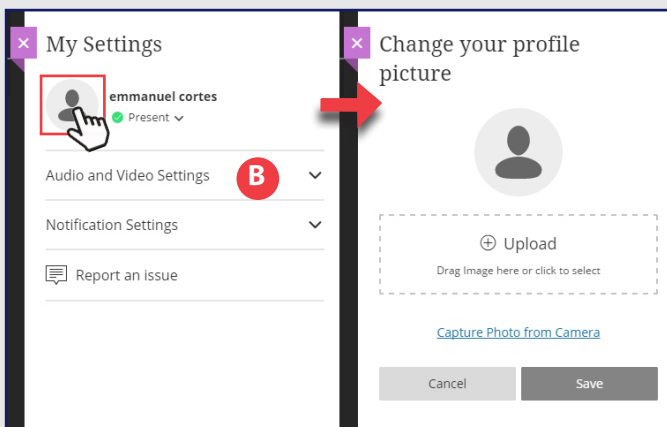 My Settings
emmanuel cortes
Present
Audio and Video Settings
B
Notification Settings
Report an issue
Change your profile
picture
Upload
Drag Image here or click to select
Capture Photo from Camera
Cancel
Save